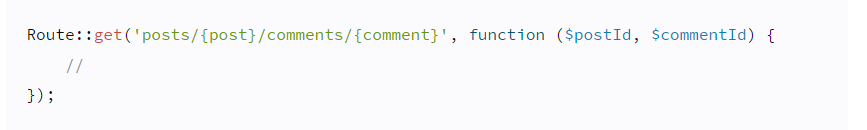 Route::get('posts/{post}/comments/{comment}', function ($postId, $commentId) {
    //
});